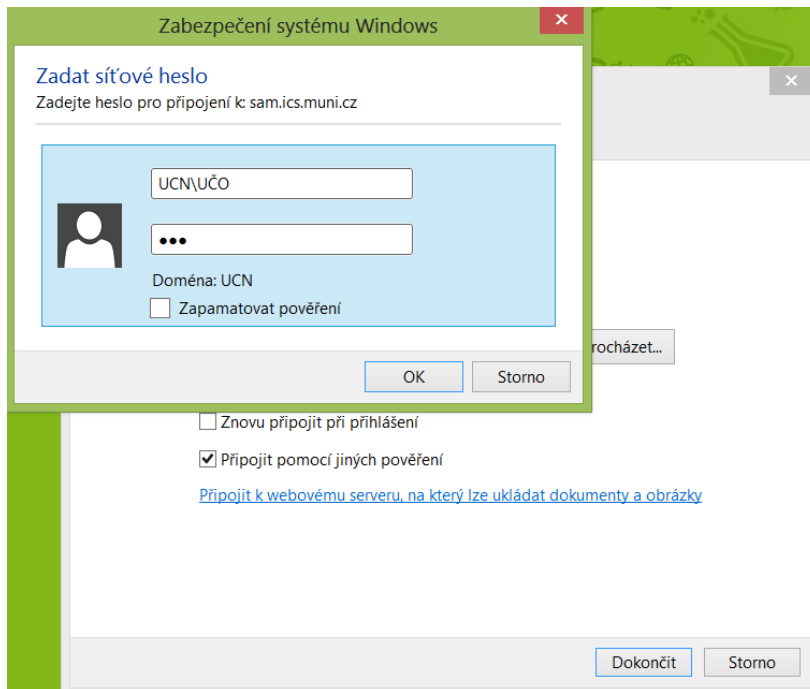 Zabezpečení systému Windows
Zadat síťové heslo
Zadejte heslo pro připojení k: sam.ics.muni.cz
UCN\UČO
Doména: UCN
Zapamatovat pověření
OK
Storno
rocházet...
Znovu připojit při přihlášení
Připojit pomocí jiných pověření
Připojit k webovému serveru, na který lze ukládat dokumenty a obrázky
Dokončit
Storno